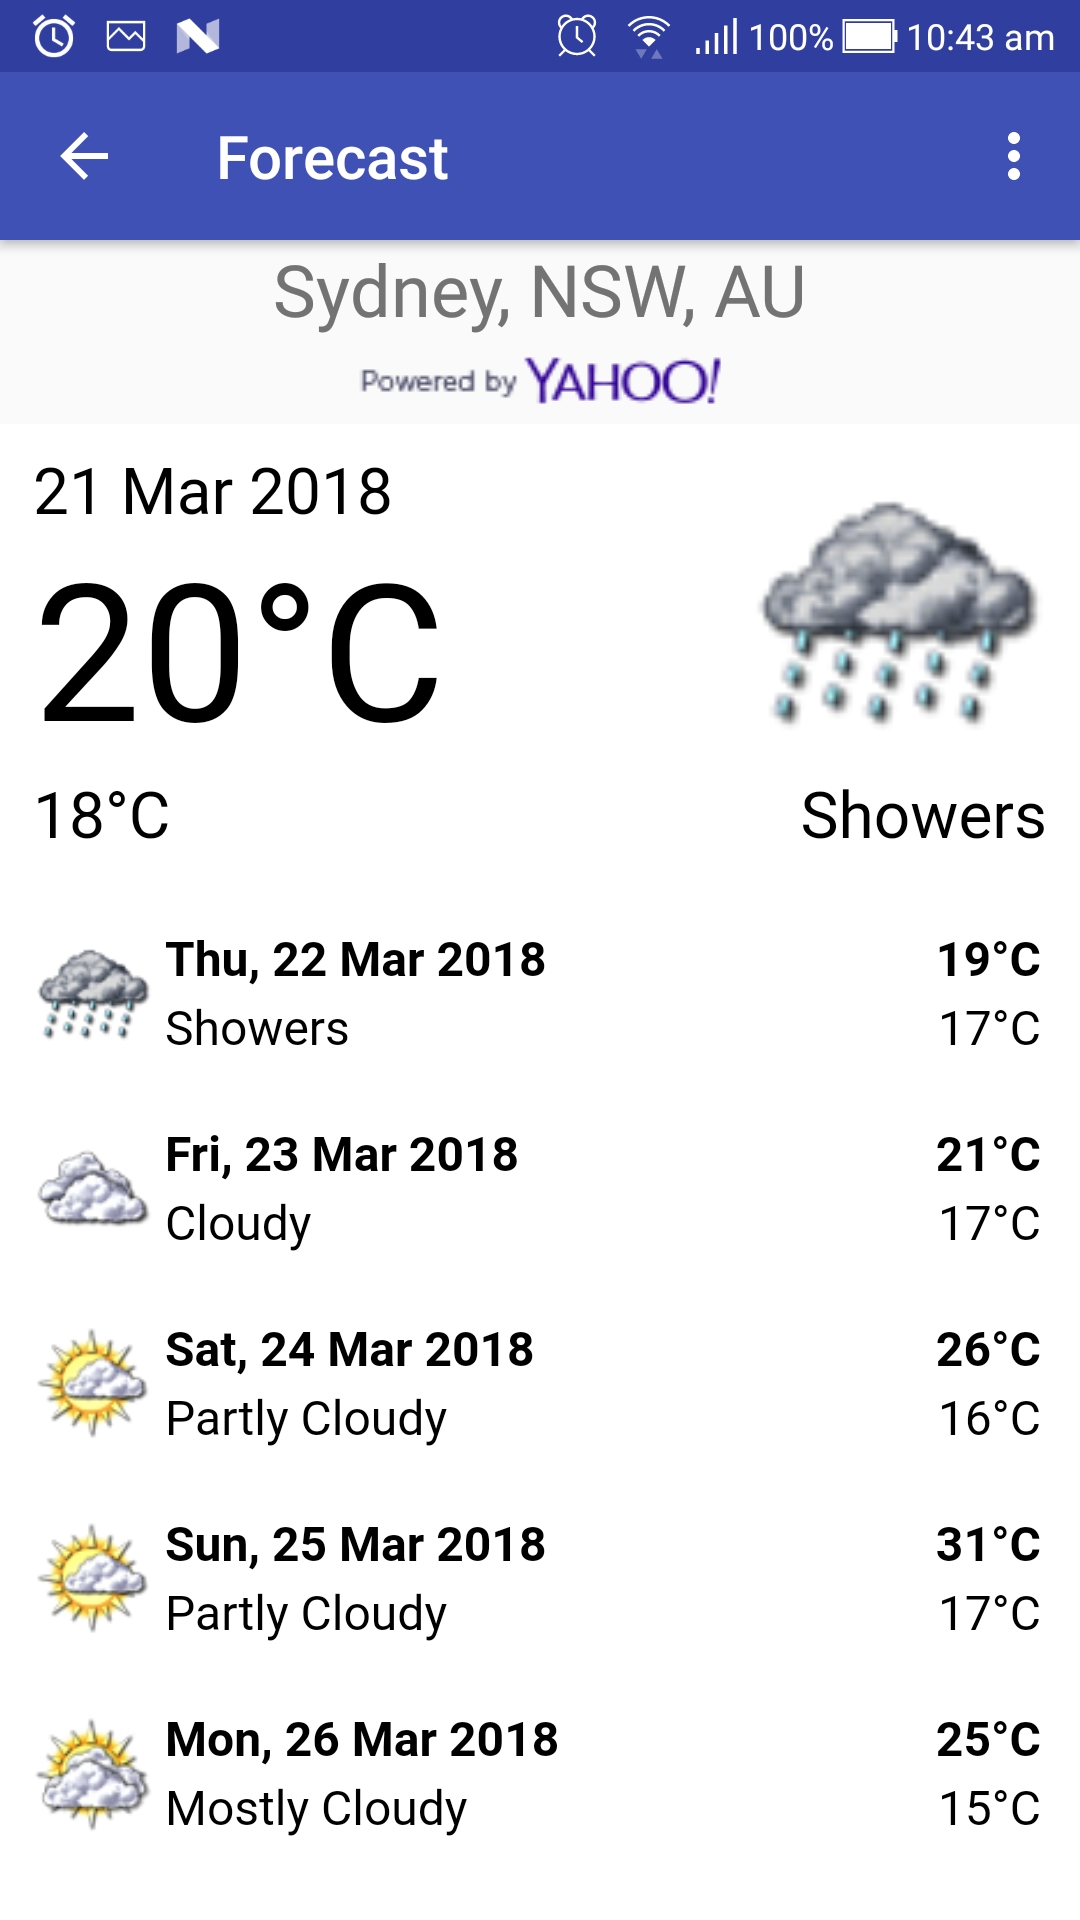 100% 10:43 am
Forecast
Sydney, NSW, AU
Powered by YAHOO!
21 Mar 2018
20°C
18°C Showers
Thu, 22 Mar 2018 19°C
Showers 17°C
Fri, 23 Mar 2018 21°C
Cloudy 17°C
Sat, 24 Mar 2018 26°C
Partly Cloudy 16°C
Sun, 25 Mar 2018 31°C
Partly Cloudy 17°C
Mon, 26 Mar 2018 25°C
Mostly Cloudy 15°C